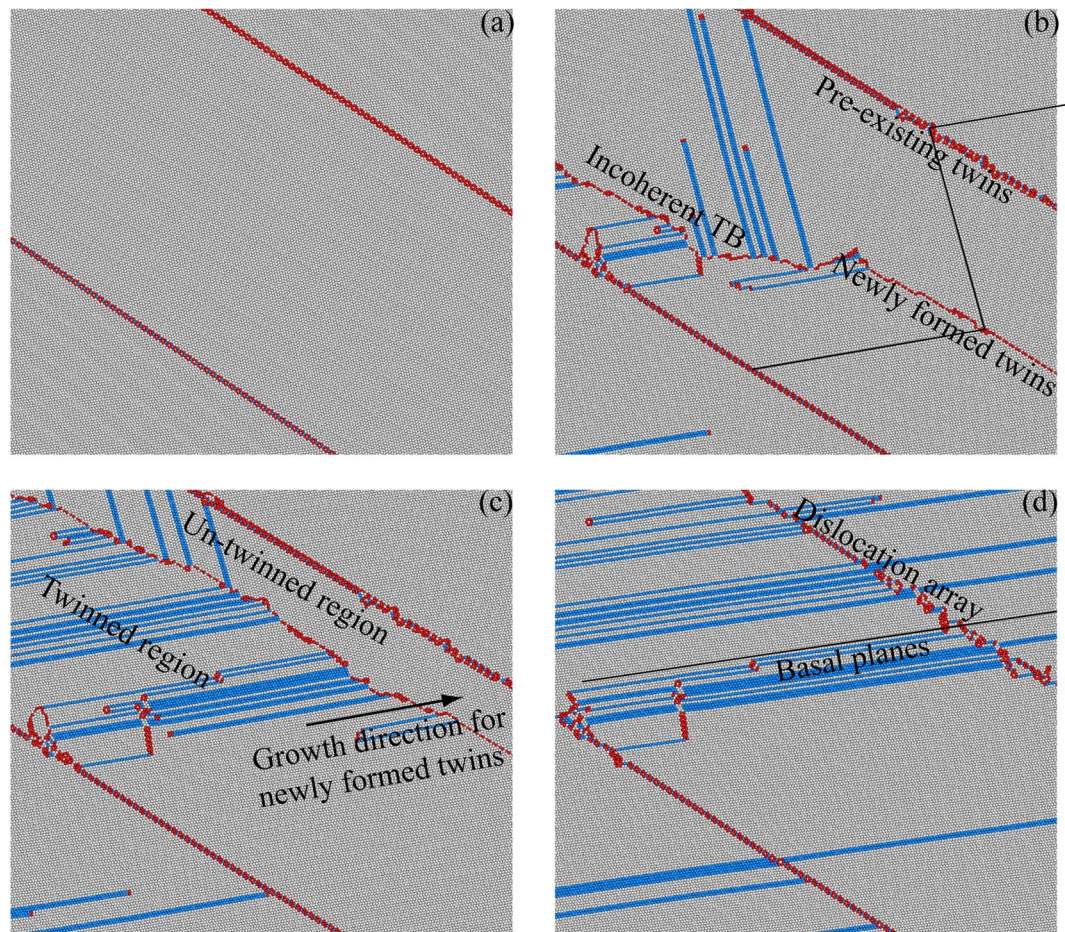 (a)
(b)
Pre-existing twins
Incoherent TB
Newly formed twins
(c)
Un-twinned region
Twinned region
Growth direction for
newly formed twins
(d)
Dislocation array
Basal planes